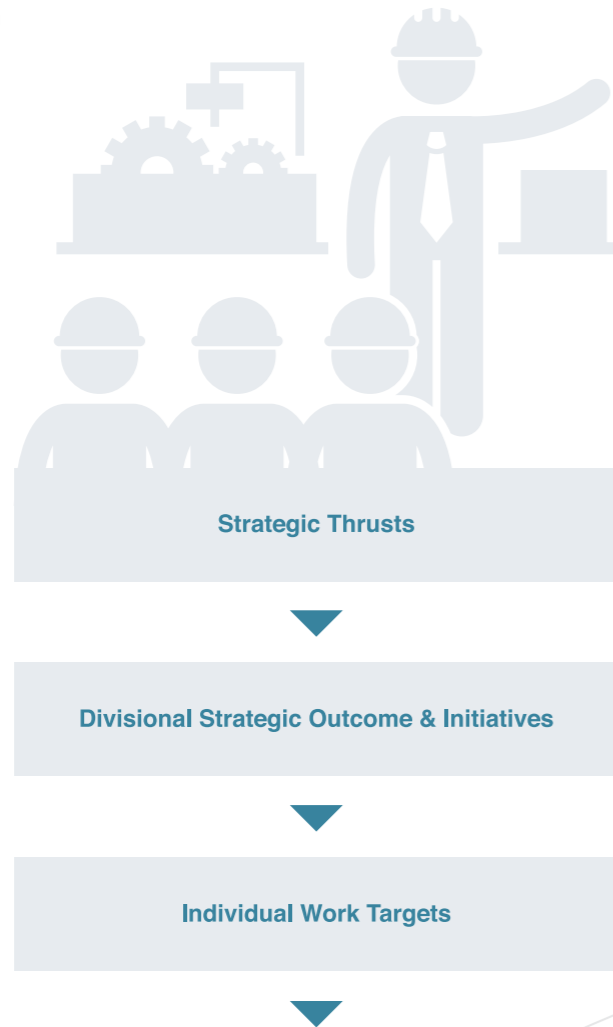 Strategic Thrusts
Divisional Strategic Outcome & Initiatives
Individual Work Targets